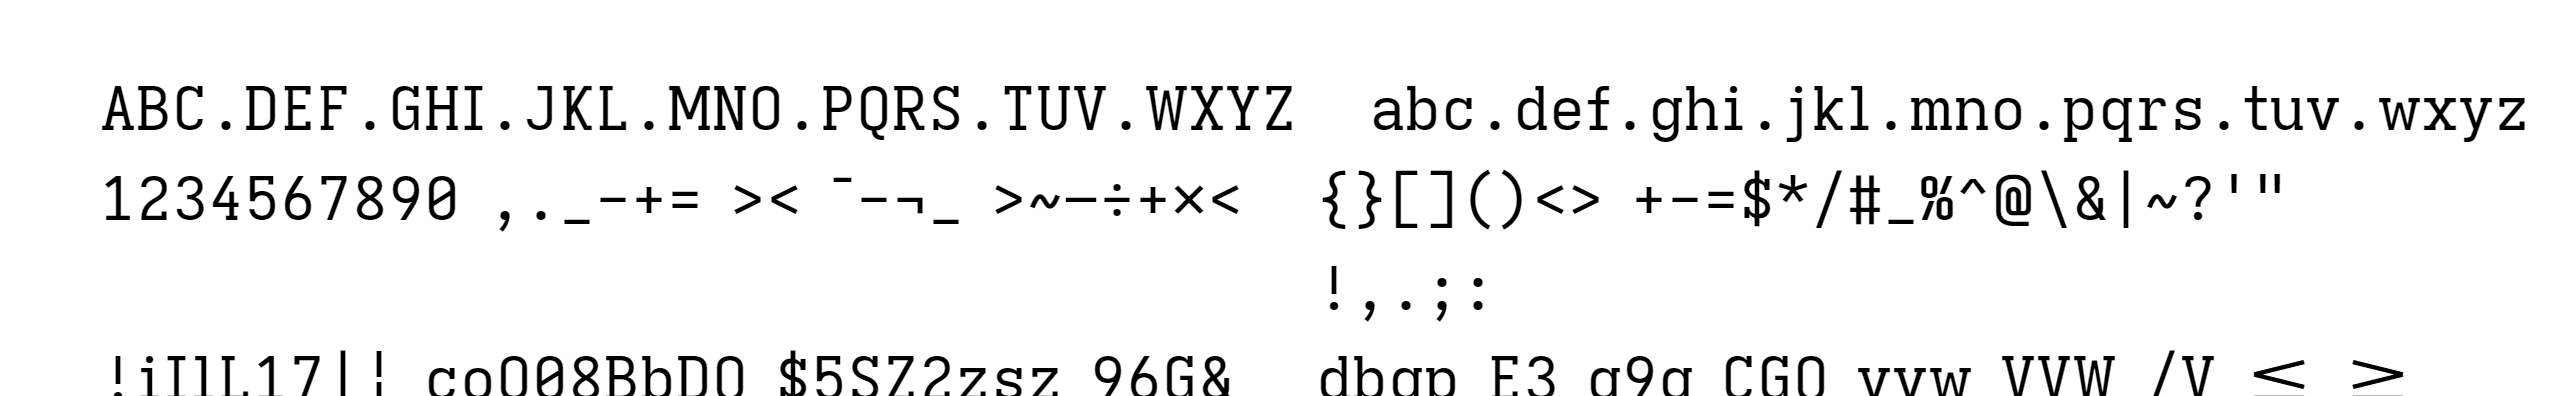 ABC.DEF.GHI.JKL.MNO.PQRS.TUV.WXYZ abc.def.ghi.jkl.mno.pqrs.tuv.wxyz
1234567890 ,._-+= >< ¯-¬_ >~−÷+×< {}[]()<> +-=$*/#_%^@\&|~?'"
!,.;:
!iIlL17|¦ coO08BbDO $5SZ2zsz 96G& dbqp E3 g9q CGO vvw VVW /V ≤ ≥